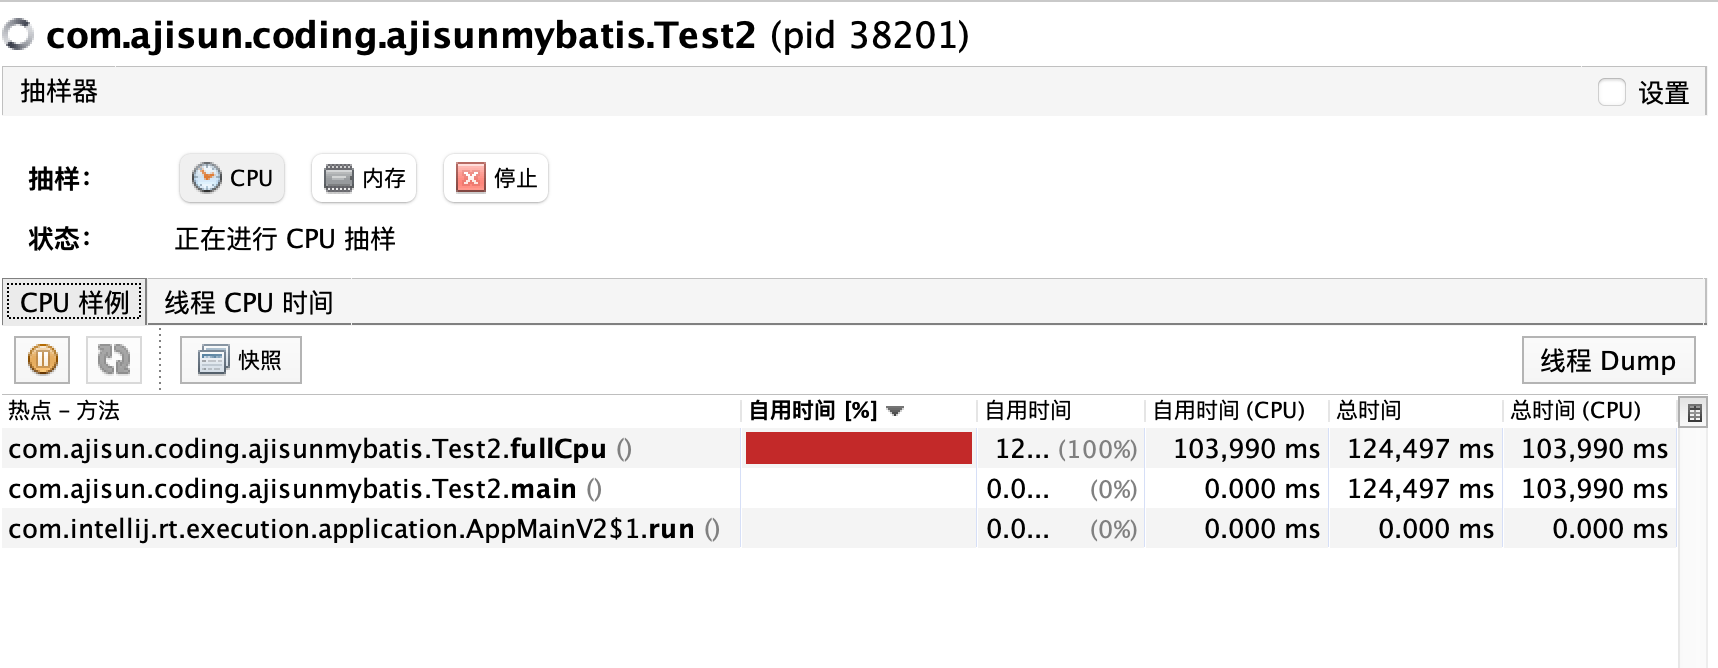 com.ajisun.coding.ajisunmybatis.Test2 (pid 38201)
抽样器 设置
抽样： CPU 内存 停止
状态： 正在进行 CPU 抽样
CPU 样例 线程 CPU 时间
快照 线程 Dump
热点 – 方法 自用时间 [%] 自用时间 自用时间 (CPU) 总时间 总时间 (CPU)
com.ajisun.coding.ajisunmybatis.Test2.fullCpu () 12... (100%) 103,990 ms 124,497 ms 103,990 ms
com.ajisun.coding.ajisunmybatis.Test2.main () 0.0... (0%) 0.000 ms 124,497 ms 103,990 ms
com.intellij.rt.execution.application.AppMainV2$1.run () 0.0... (0%) 0.000 ms 0.000 ms 0.000 ms